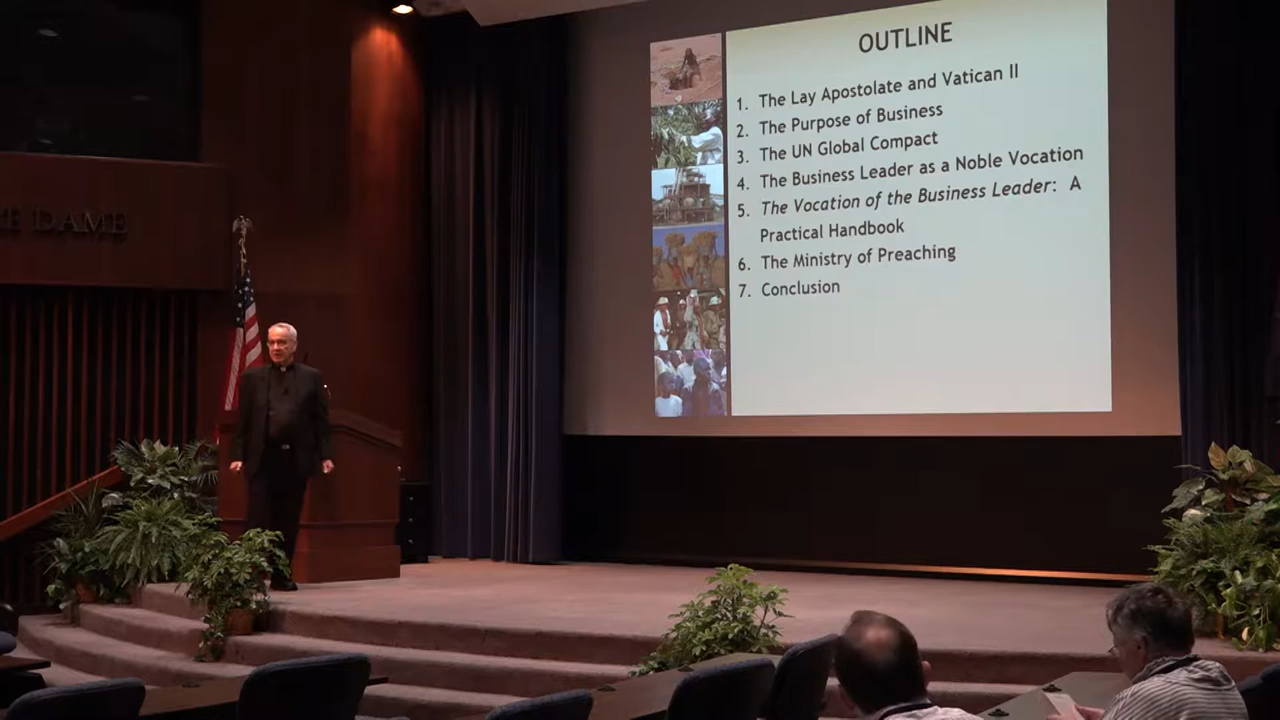 DAME
OUTLINE
1. The Lay Apostolate and Vatican II
2. The Purpose of Business
3. The UN Global Compact
4. The Business Leader as a Noble Vocation
5. The Vocation of the Business Leader: A
Practical Handbook
6. The Ministry of Preaching
7. Conclusion